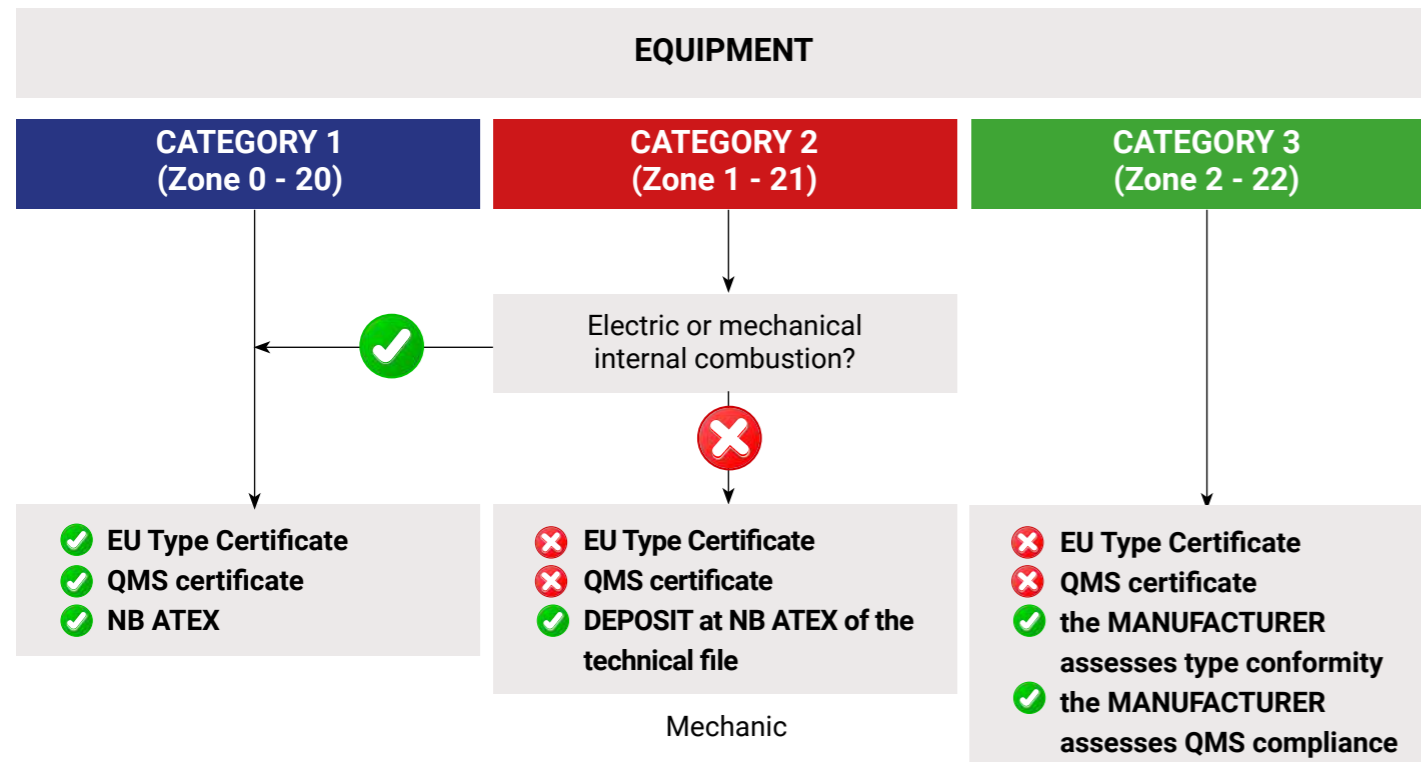 EQUIPMENT
CATEGORY 1
(Zone 0 - 20)
CATEGORY 2
(Zone 1 - 21)
CATEGORY 3
(Zone 2 - 22)
Electric or mechanical
internal combustion?
EU Type Certificate
QMS certificate
NB ATEX
EU Type Certificate
QMS certificate
DEPOSIT at NB ATEX of the
technical file
Mechanic
EU Type Certificate
QMS certificate
the MANUFACTURER
assesses type conformity
the MANUFACTURER
assesses QMS compliance